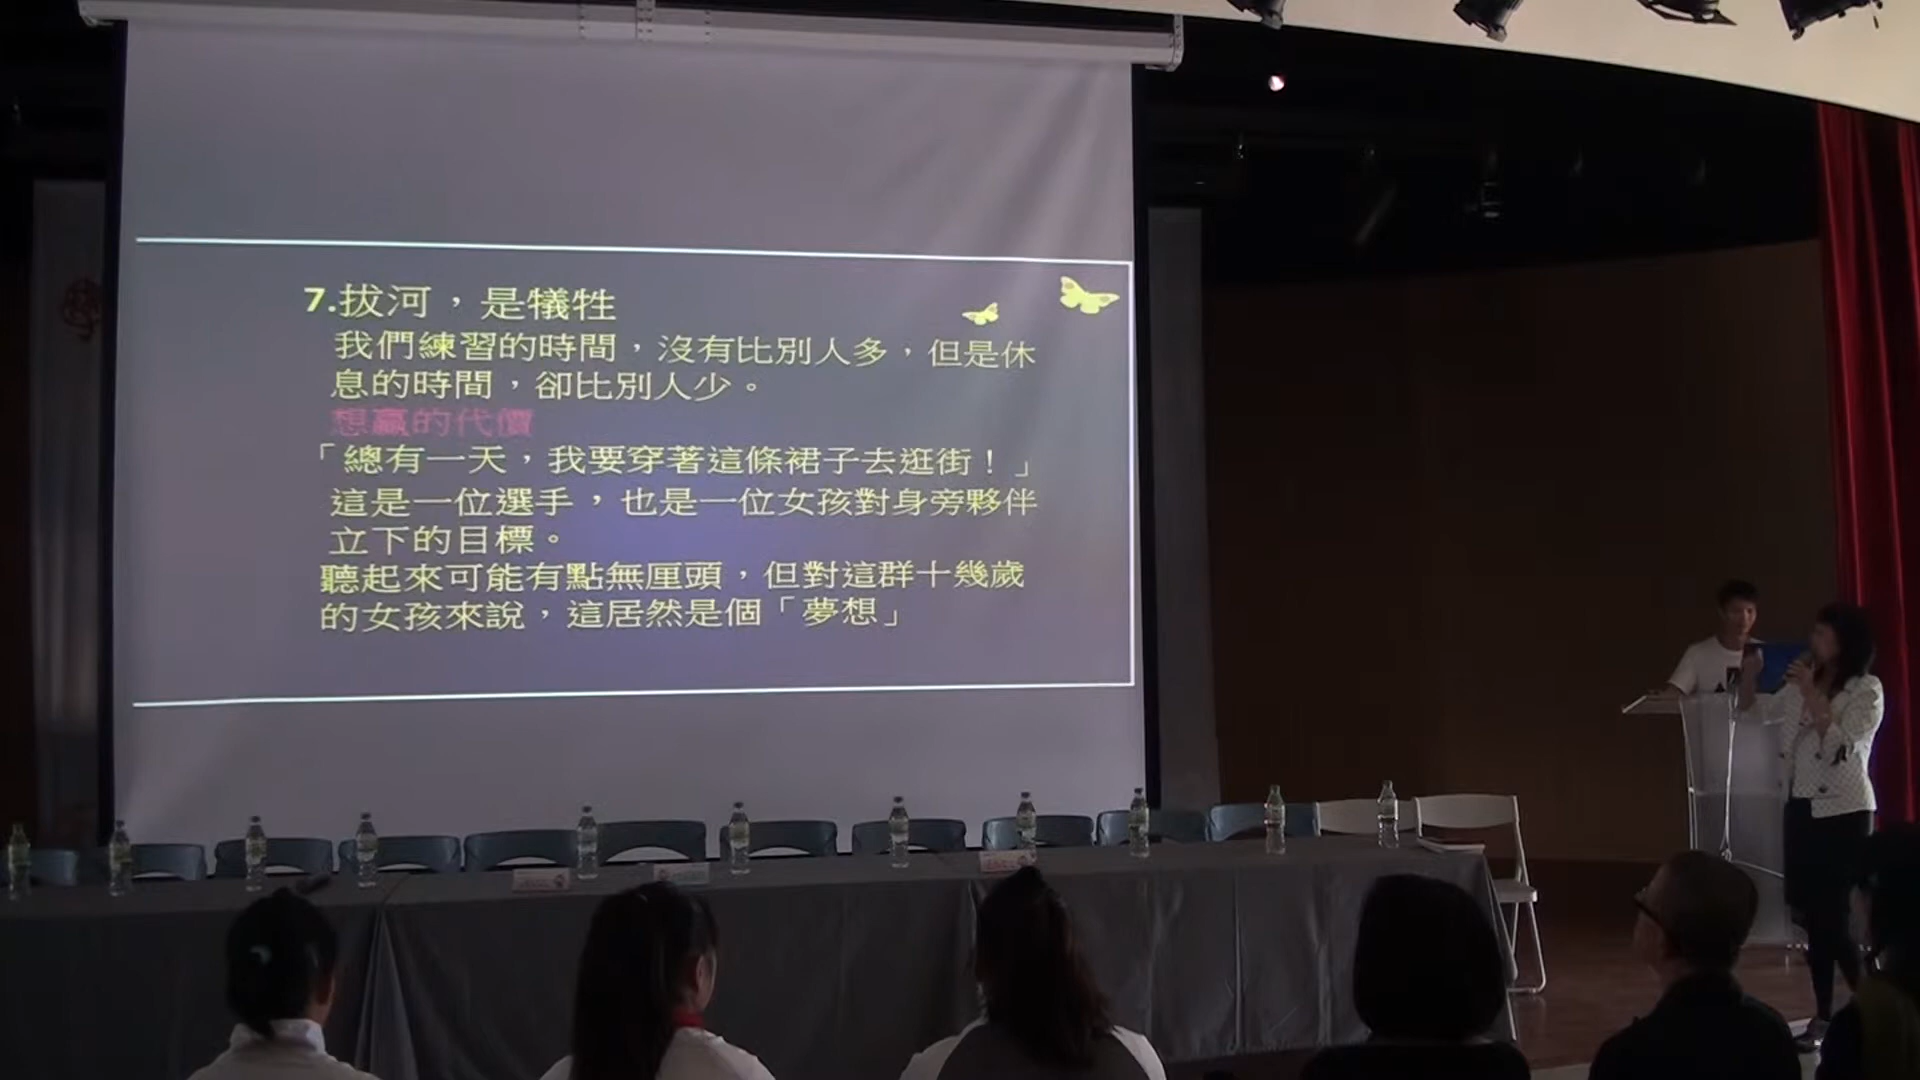 7.拔河，是犧牲
我們練習的時間，沒有比別人多，但是休
息的時間，卻比別人少。
想贏的代價
「總有一天，我要穿著這條裙子去逛街！」
這是一位選手，也是一位女孩對身旁夥伴
立下的目標。
聽起來可能有點無厘頭，但對這群十幾歲
的女孩來說，這居然是個「夢想」